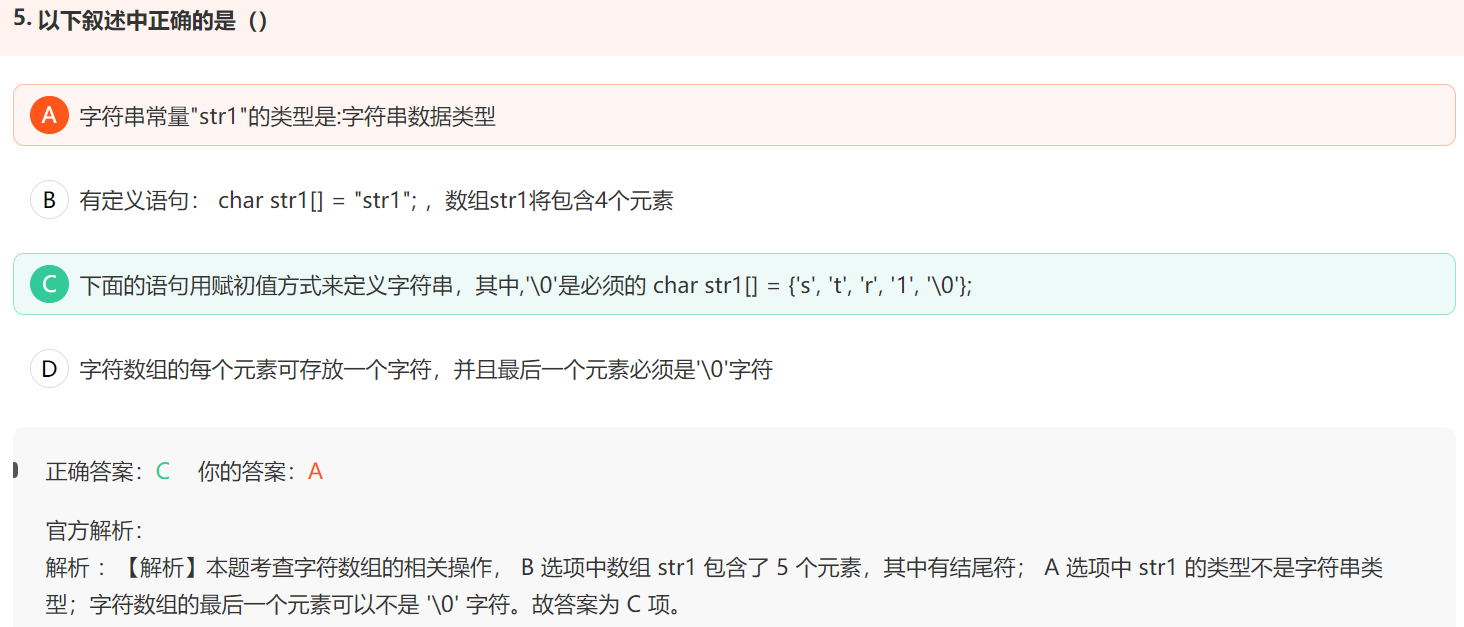 5. 以下叙述中正确的是（）
A 字符串常量"str1"的类型是:字符串数据类型
B 有定义语句： char str1[] = "str1"; ，数组str1将包含4个元素
C 下面的语句用赋初值方式来定义字符串，其中,'\0'是必须的 char str1[] = {'s', 't', 'r', '1', '\0'};
D 字符数组的每个元素可存放一个字符，并且最后一个元素必须是'\0'字符
正确答案：C 你的答案：A
官方解析：
解析 ：【解析】本题考查字符数组的相关操作， B 选项中数组 str1 包含了 5 个元素，其中有结尾符； A 选项中 str1 的类型不是字符串类
型；字符数组的最后一个元素可以不是 '\0' 字符。故答案为 C 项。